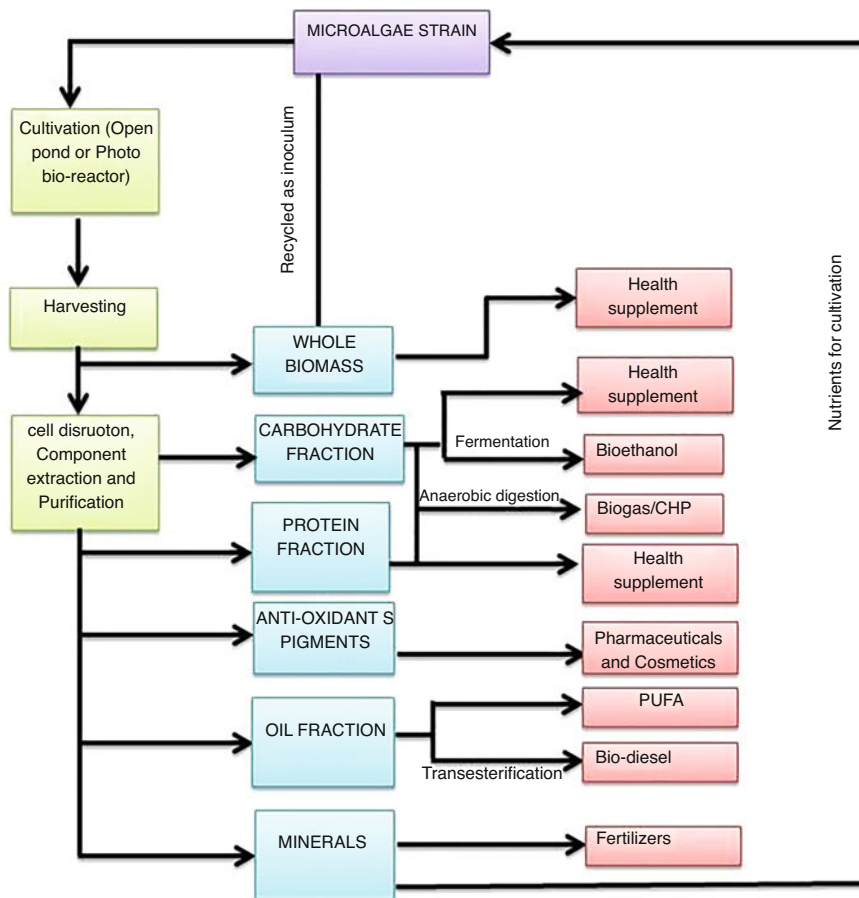 MICROALGAE STRAIN
Cultivation (Open
pond or Photo
bio-reactor)
Recycled as inoculum
Harvesting
WHOLE
BIOMASS
Health
supplement
Nutrients for cultivation
cell disruoton,
Component
extraction and
Purification
CARBOHYDRATE
FRACTION
Health
supplement
Fermentation
Bioethanol
Anaerobic digestion
Biogas/CHP
PROTEIN
FRACTION
Health
supplement
ANTI-OXIDANT S
PIGMENTS
Pharmaceuticals
and Cosmetics
OIL FRACTION
PUFA
Transesterification
Bio-diesel
MINERALS
Fertilizers